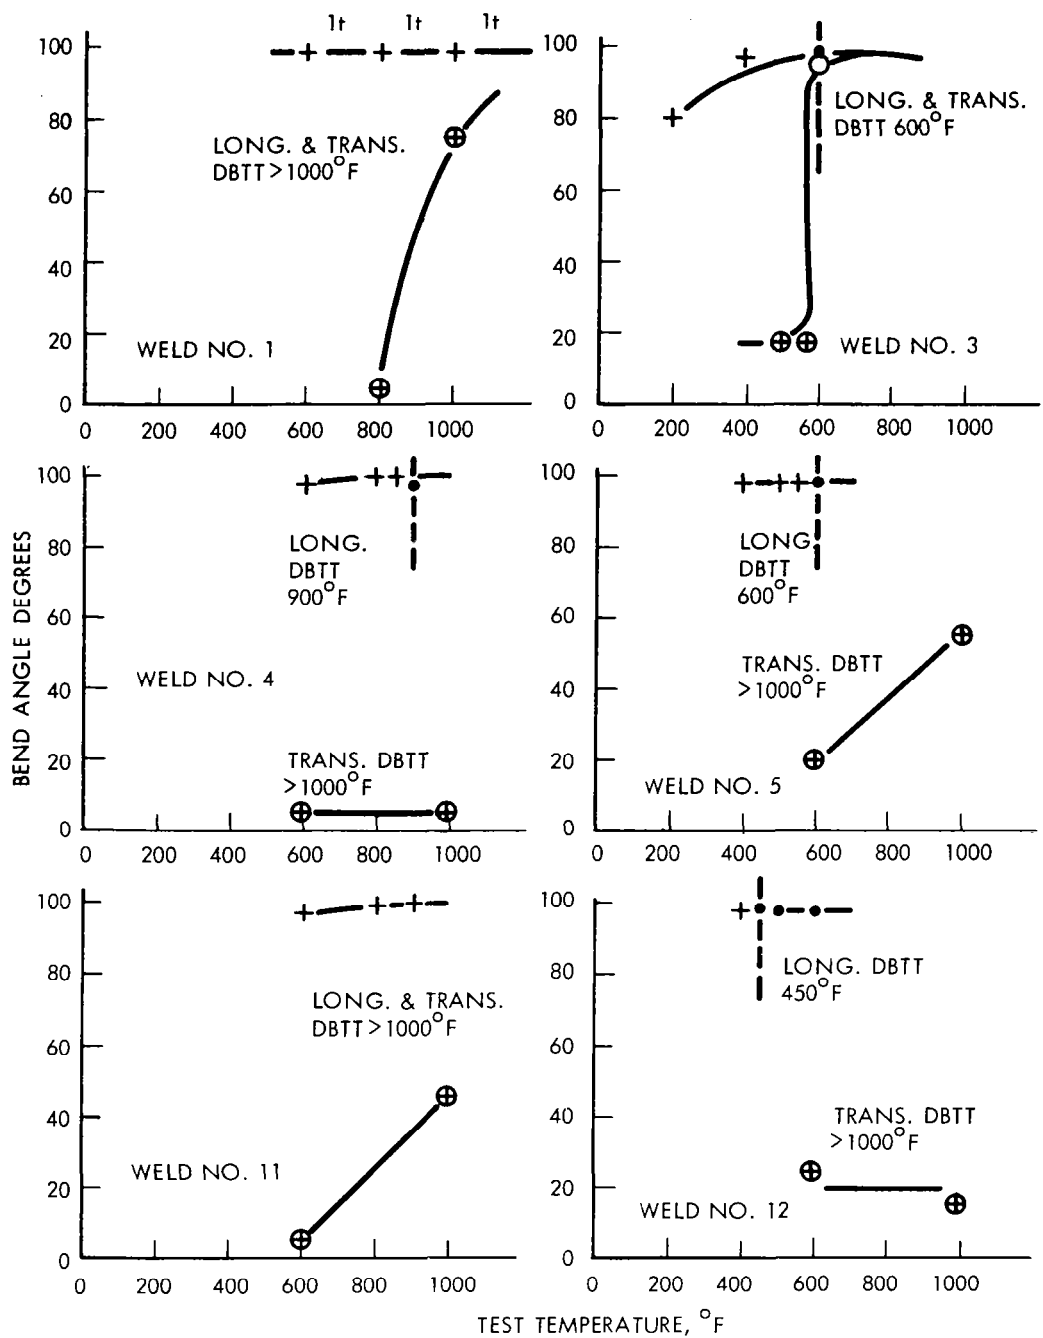 1t 1t 1t
100
80
60
40
20
0
LONG. & TRANS.
DBTT >1000°F
WELD NO. 1
0 200 400 600 800 1000
100
80
60
40
20
0
LONG. & TRANS.
DBTT 600°F
WELD NO. 3
0 200 400 600 800 1000
BEND ANGLE DEGREES
100
80
60
40
20
0
LONG.
DBTT
900°F
WELD NO. 4
TRANS. DBTT
>1000°F
0 200 400 600 800 1000
100
80
60
40
20
0
LONG
DBTT
600°F
TRANS. DBTT
>1000°F
WELD NO. 5
0 200 400 600 800 1000
100
80
60
40
20
0
LONG. & TRANS.
DBTT >1000°F
WELD NO. 11
0 200 400 600 800 1000
100
80
60
40
20
0
LONG. DBTT
450°F
TRANS. DBTT
>1000°F
WELD NO. 12
0 200 400 600 800 1000
TEST TEMPERATURE, °F